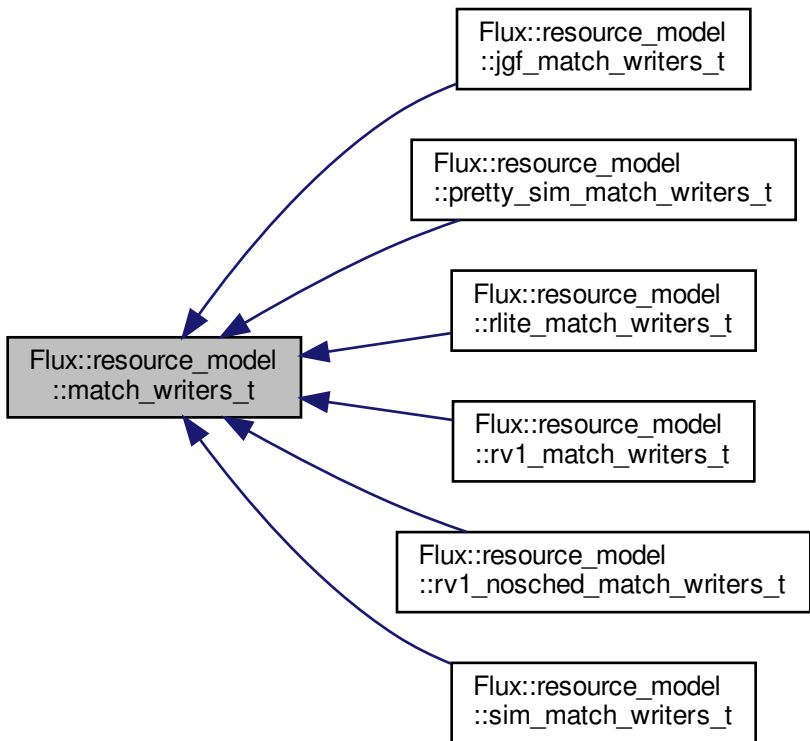 Flux::resource_model
::jgf_match_writers_t
Flux::resource_model
::pretty_sim_match_writers_t
Flux::resource_model
::rlite_match_writers_t
Flux::resource_model
::match_writers_t
Flux::resource_model
::rv1_match_writers_t
Flux::resource_model
::rv1_nosched_match_writers_t
Flux::resource_model
::sim_match_writers_t